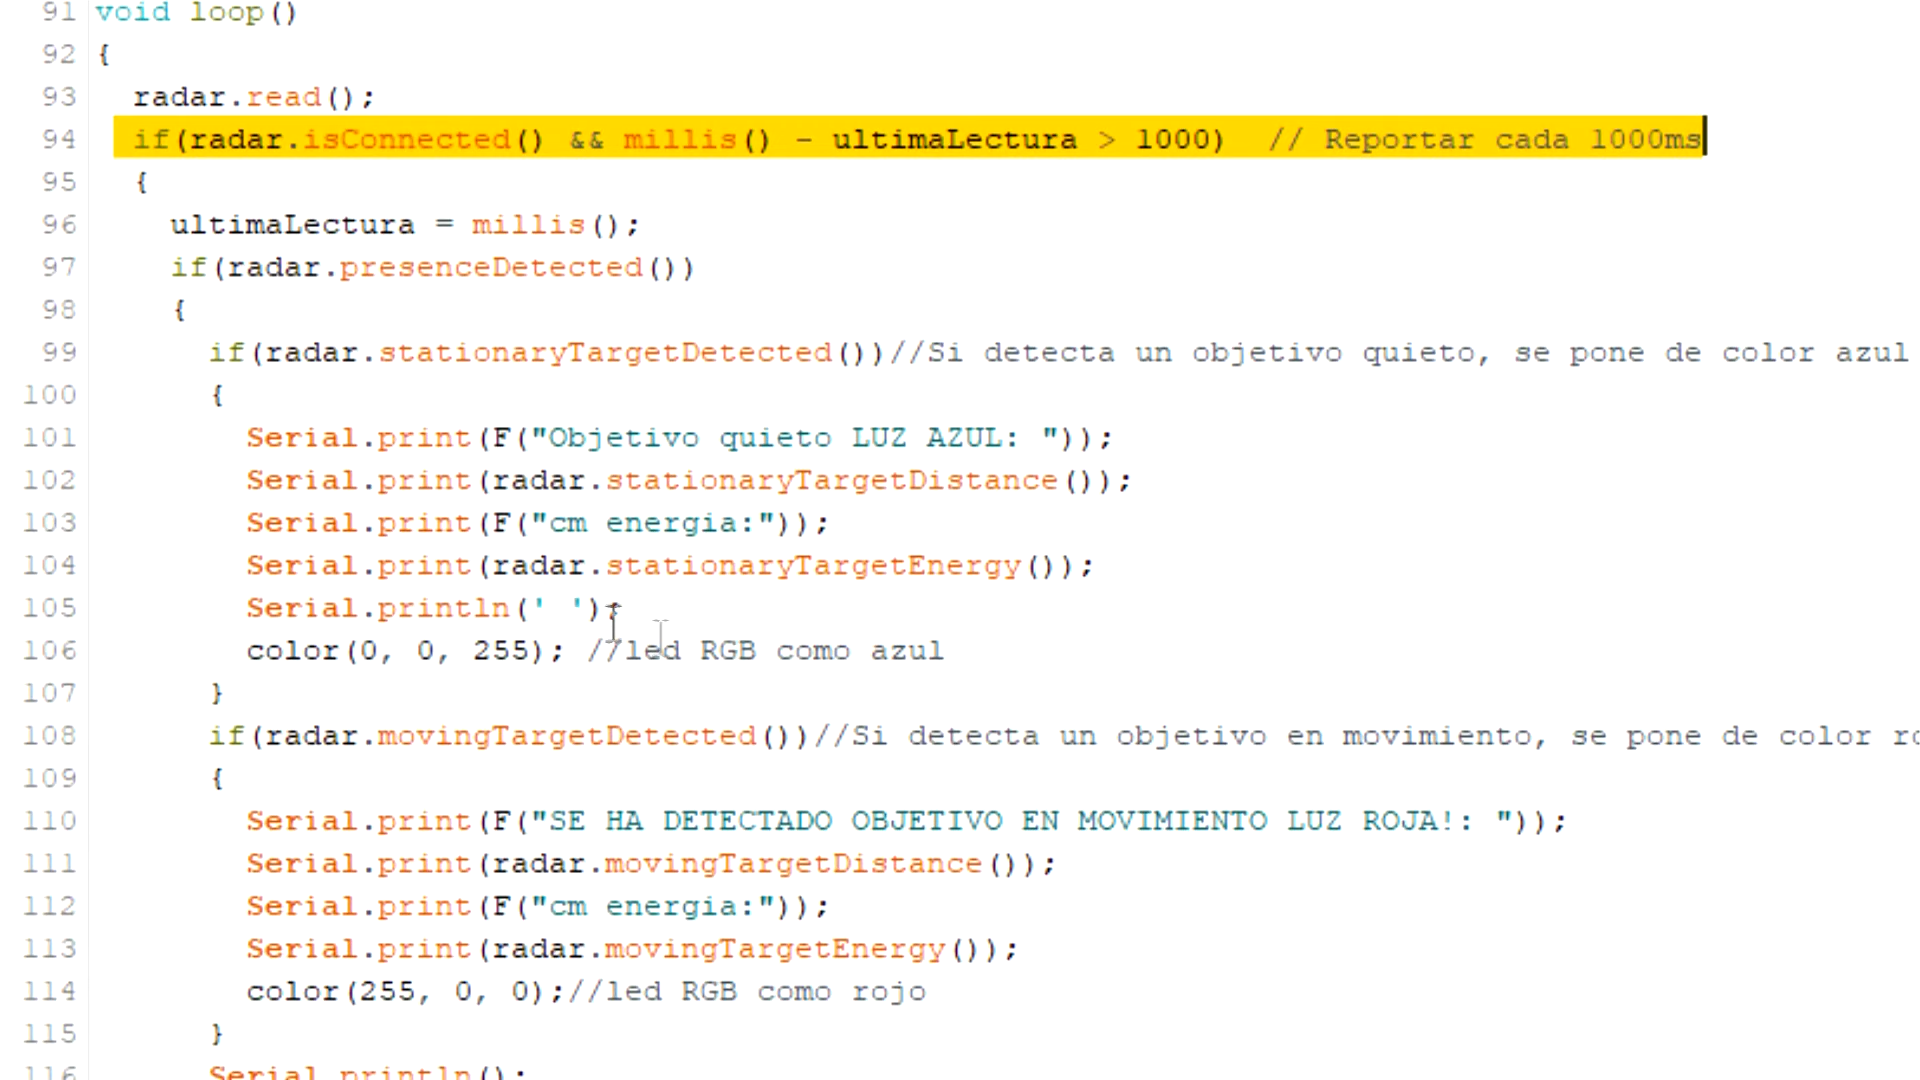 91 void loop()
92 {
93 radar.read();
94 if(radar.isConnected() && millis() - ultimaLectura > 1000)  // Reportar cada 1000ms
95 {
96 ultimaLectura = millis();
97 if(radar.presenceDetected())
98 {
99 if(radar.stationaryTargetDetected())//Si detecta un objetivo quieto, se pone de color azul
100 {
101 Serial.print(F("Objetivo quieto LUZ AZUL: "));
102 Serial.print(radar.stationaryTargetDistance());
103 Serial.print(F("cm energia:"));
104 Serial.print(radar.stationaryTargetEnergy());
105 Serial.println(' ');
106 color(0, 0, 255); //led RGB como azul
107 }
108 if(radar.movingTargetDetected())//Si detecta un objetivo en movimiento, se pone de color
109 {
110 Serial.print(F("SE HA DETECTADO OBJETIVO EN MOVIMIENTO LUZ ROJA!: "));
111 Serial.print(radar.movingTargetDistance());
112 Serial.print(F("cm energia:"));
113 Serial.print(radar.movingTargetEnergy());
114 color(255, 0, 0);//led RGB como rojo
115 }
116 Serial.println();